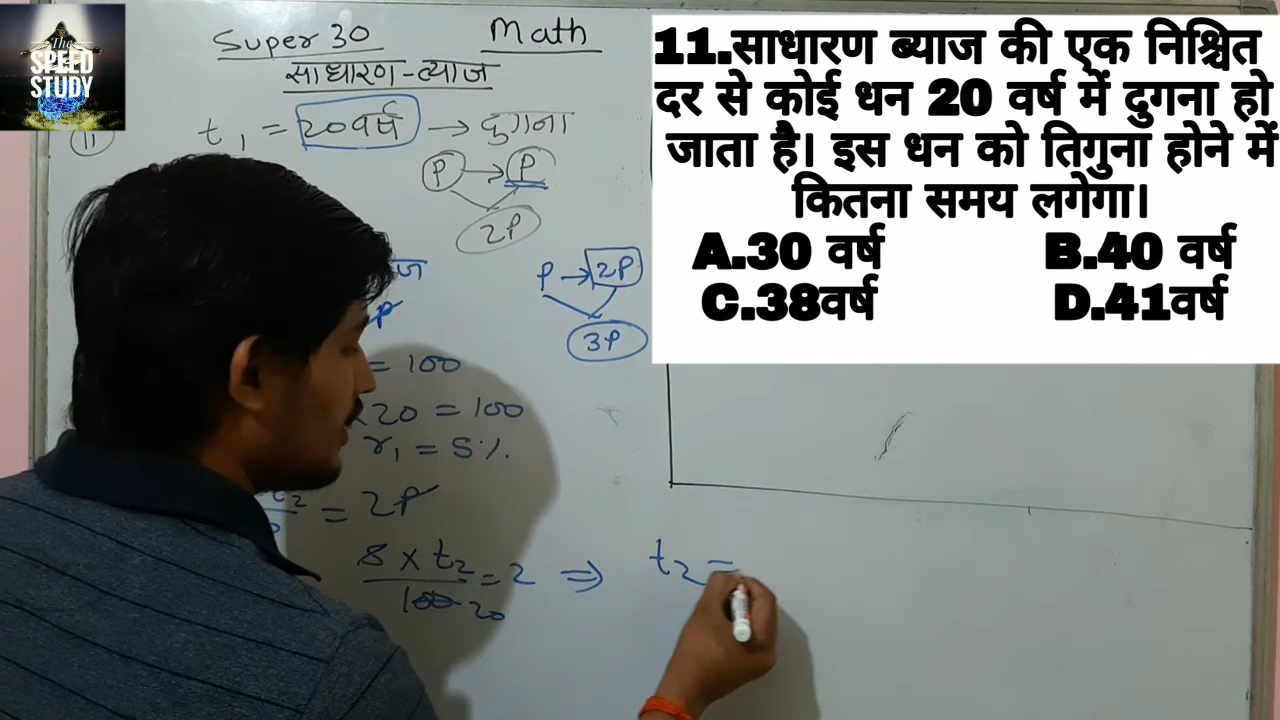 The
SPEED
STUDY
Super 30 Math
साधारण-ब्याज
11 t₁ = 20वर्ष → दुगना
P → P
2P
P → 2P
3P
P
= 100
×20 = 100
r₁ = 5%
t₂ = 2P
5 × t₂ = 2 ⇒ t₂ =
100 20
11.साधारण ब्याज की एक निश्चित
दर से कोई धन 20 वर्ष में दुगना हो
जाता है। इस धन को तिगुना होने में
कितना समय लगेगा।
A.30 वर्ष B.40 वर्ष
C.38वर्ष D.41वर्ष